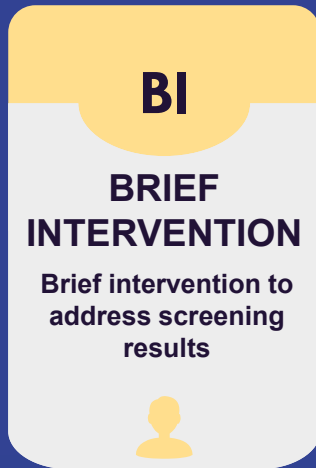 BI
BRIEF
INTERVENTION
Brief intervention to
address screening
results